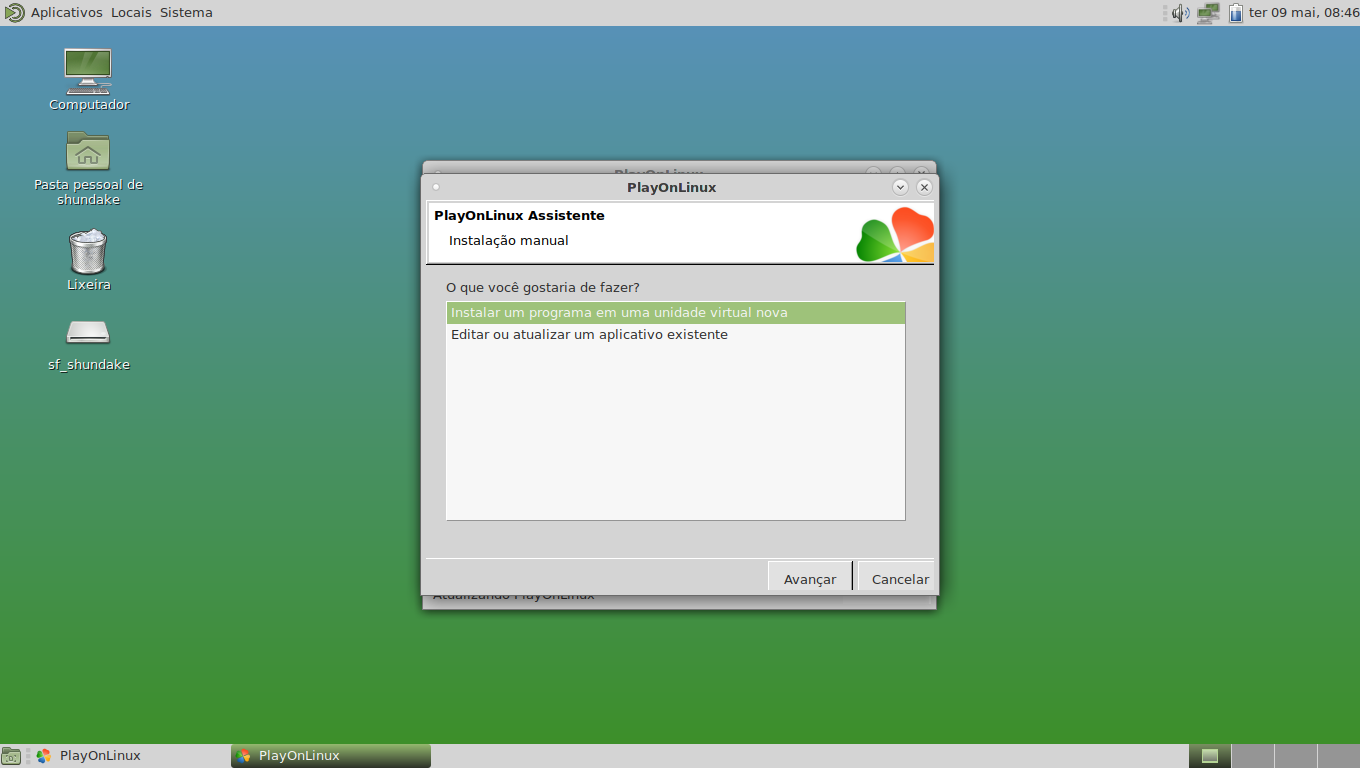 Aplicativos Locais Sistema
ter 09 mai, 08:46
Computador
Pasta pessoal de
shundake
Lixeira
sf_shundake
PlayOnLinux
PlayOnLinux
PlayOnLinux Assistente
Instalação manual
O que você gostaria de fazer?
Instalar um programa em uma unidade virtual nova
Editar ou atualizar um aplicativo existente
Avançar
Cancelar
Atualizando PlayOnLinux
PlayOnLinux
PlayOnLinux